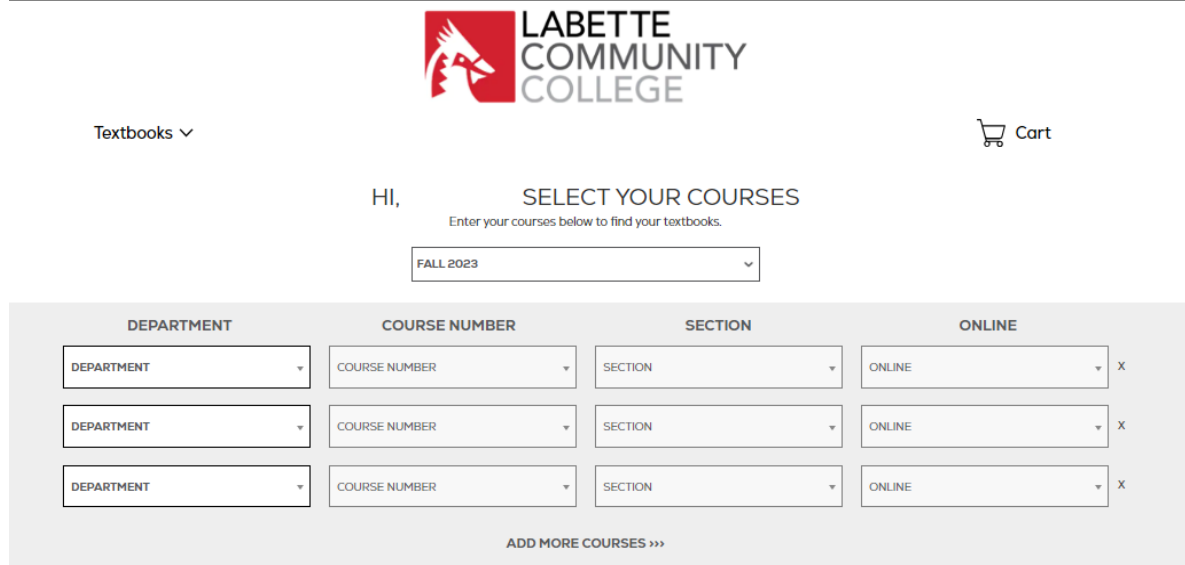 LABETTE
COMMUNITY
COLLEGE
Textbooks
Cart
HI, SELECT YOUR COURSES
Enter your courses below to find your textbooks.
FALL 2023
DEPARTMENT COURSE NUMBER SECTION ONLINE
DEPARTMENT COURSE NUMBER SECTION ONLINE X
DEPARTMENT COURSE NUMBER SECTION ONLINE X
DEPARTMENT COURSE NUMBER SECTION ONLINE X
ADD MORE COURSES >>>